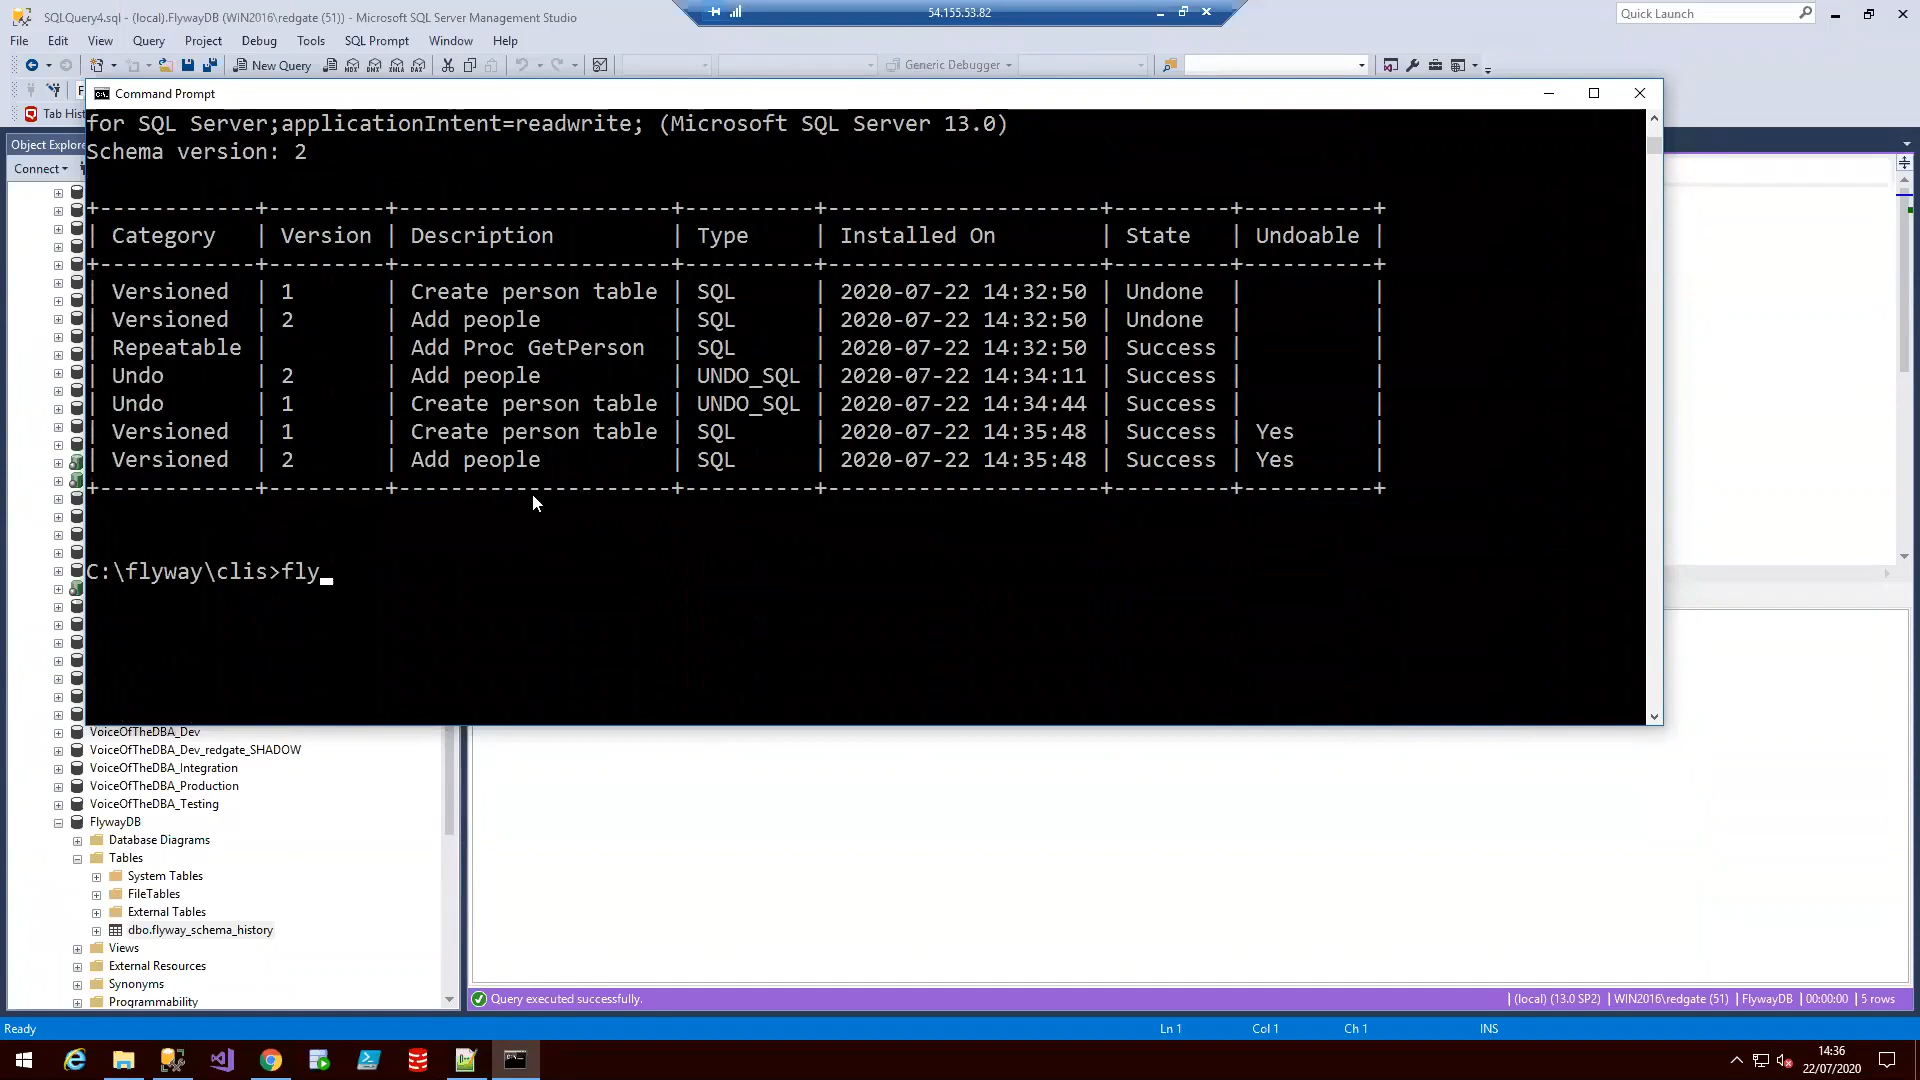 SQLQuery4.sql - (local).FlywayDB (WIN2016\redgate (51)) - Microsoft SQL Server Management Studio
54.155.53.82
Quick Launch
File Edit View Query Project Debug Tools SQL Prompt Window Help
New Query
MDX DMX XMLA DAX
Generic Debugger
Command Prompt
Tab Hist
Object Explore
Connect
for SQL Server;applicationIntent=readwrite; (Microsoft SQL Server 13.0)
Schema version: 2
+------------+---------+---------------------+----------+---------------------+---------+----------+
| Category | Version | Description | Type | Installed On | State | Undoable |
+------------+---------+---------------------+----------+---------------------+---------+----------+
| Versioned | 1 | Create person table | SQL | 2020-07-22 14:32:50 | Undone | |
| Versioned | 2 | Add people | SQL | 2020-07-22 14:32:50 | Undone | |
| Repeatable | | Add Proc GetPerson | SQL | 2020-07-22 14:32:50 | Success | |
| Undo | 2 | Add people | UNDO_SQL | 2020-07-22 14:34:11 | Success | |
| Undo | 1 | Create person table | UNDO_SQL | 2020-07-22 14:34:44 | Success | |
| Versioned | 1 | Create person table | SQL | 2020-07-22 14:35:48 | Success | Yes |
| Versioned | 2 | Add people | SQL | 2020-07-22 14:35:48 | Success | Yes |
+------------+---------+---------------------+----------+---------------------+---------+----------+
C:\flyway\clis>fly_
VoiceOfTheDBA_Dev
VoiceOfTheDBA_Dev_redgate_SHADOW
VoiceOfTheDBA_Integration
VoiceOfTheDBA_Production
VoiceOfTheDBA_Testing
FlywayDB
Database Diagrams
Tables
System Tables
FileTables
External Tables
dbo.flyway_schema_history
Views
External Resources
Synonyms
Programmability
Query executed successfully.
(local) (13.0 SP2) | WIN2016\redgate (51) | FlywayDB | 00:00:00 | 5 rows
Ready
Ln 1 Col 1 Ch 1 INS
14:36
22/07/2020